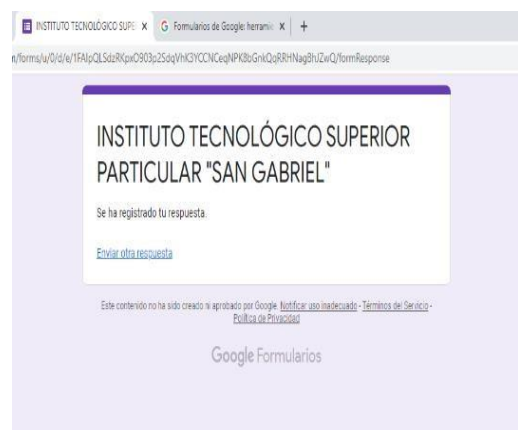 INSTITUTO TECNOLÓGICO SUPE
Formularios de Google: herrami
/forms/u/0/d/e/1FAIpQLSdzRKpxO903p2SdqVhK3YCCNCeqNPK8bGnkQqRRHNag8hJZwQ/formResponse
INSTITUTO TECNOLÓGICO SUPERIOR
PARTICULAR "SAN GABRIEL"
Se ha registrado tu respuesta.
Enviar otra respuesta
Este contenido no ha sido creado ni aprobado por Google. Notificar uso inadecuado - Términos del Servicio -
Política de Privacidad
Google Formularios